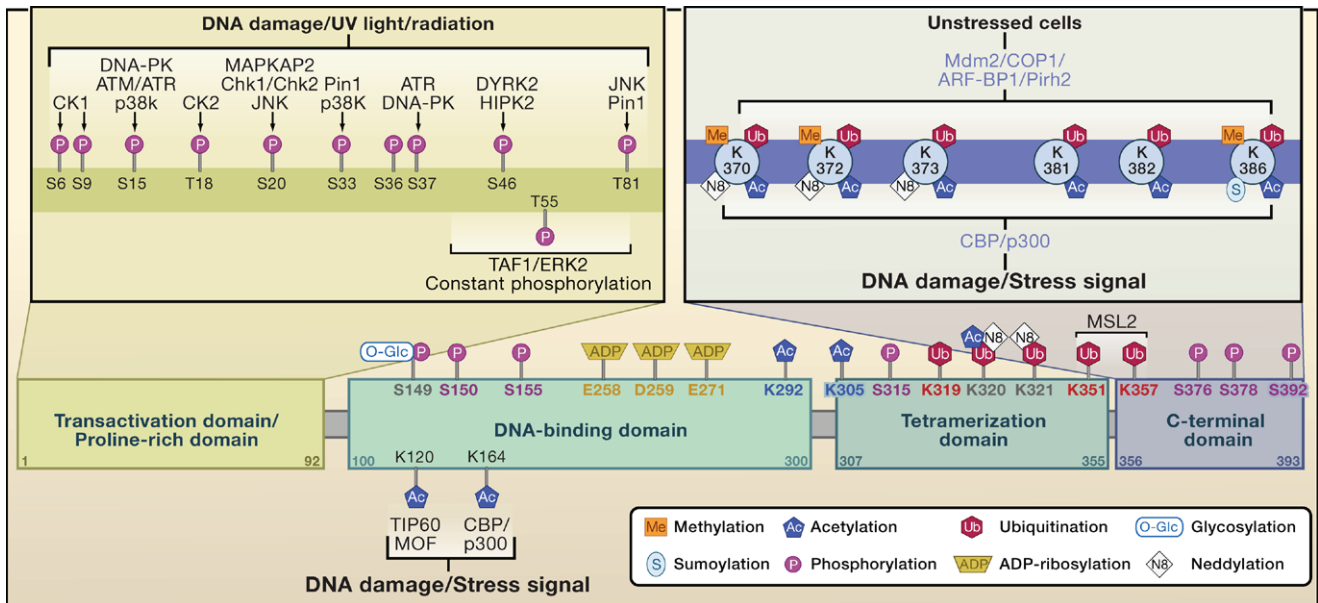 DNA damage/UV light/radiation
DNA-PK
MAPKAP2
ATM/ATR
Chk1/Chk2
Pin1
ATR
DYRK2
JNK
CK1
p38k
CK2
JNK
p38K
DNA-PK
HIPK2
Pin1
P P P P P P P P P P
S6 S9 S15 T18 S20 S33 S36 S37 S46 T81
T55
P
TAF1/ERK2
Constant phosphorylation
Unstressed cells
Mdm2/COP1/
ARF-BP1/Pirh2
Me Ub Me Ub Ub Ub Ub Me Ub
K K K K K K
370 372 373 381 382 386
N8 Ac N8 Ac N8 Ac Ac Ac S Ac
CBP/p300
DNA damage/Stress signal
MSL2
Ac N8 N8
O-Glc P P P ADP ADP ADP Ac Ac P Ub Ub Ub Ub Ub P P P
S149 S150 S155 E258 D259 E271 K292 K305 S315 K319 K320 K321 K351 K357 S376 S378 S392
Transactivation domain/
Proline-rich domain
DNA-binding domain
Tetramerization
domain
C-terminal
domain
K120 K164
1 92 100 300 307 355 356 393
Ac Ac
TIP60
MOF
CBP/
p300
DNA damage/Stress signal
Me Methylation Ac Acetylation Ub Ubiquitination O-Glc Glycosylation
S Sumoylation P Phosphorylation ADP ADP-ribosylation N8 Neddylation